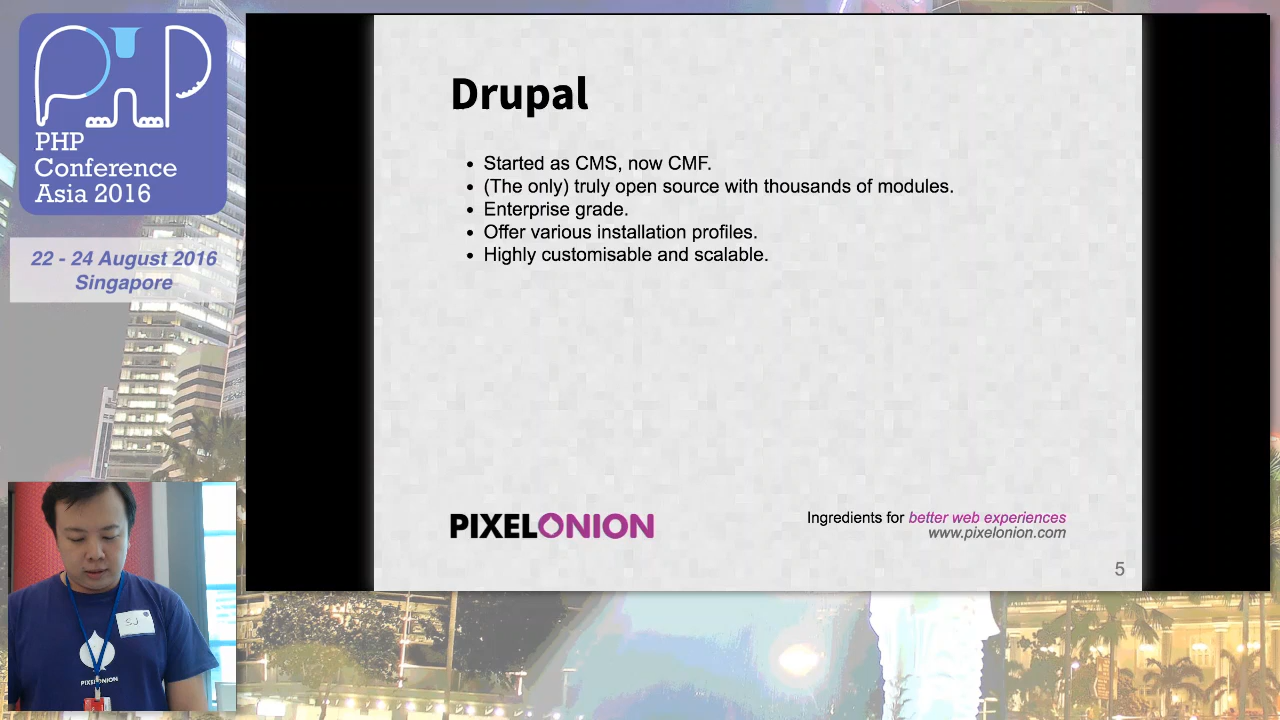 PHP
PHP
Conference
Asia 2016
22 - 24 August 2016
Singapore
Drupal
• Started as CMS, now CMF.
• (The only) truly open source with thousands of modules.
• Enterprise grade.
• Offer various installation profiles.
• Highly customisable and scalable.
PIXELONION
Ingredients for better web experiences
www.pixelonion.com
5
SJ
PIXELONION